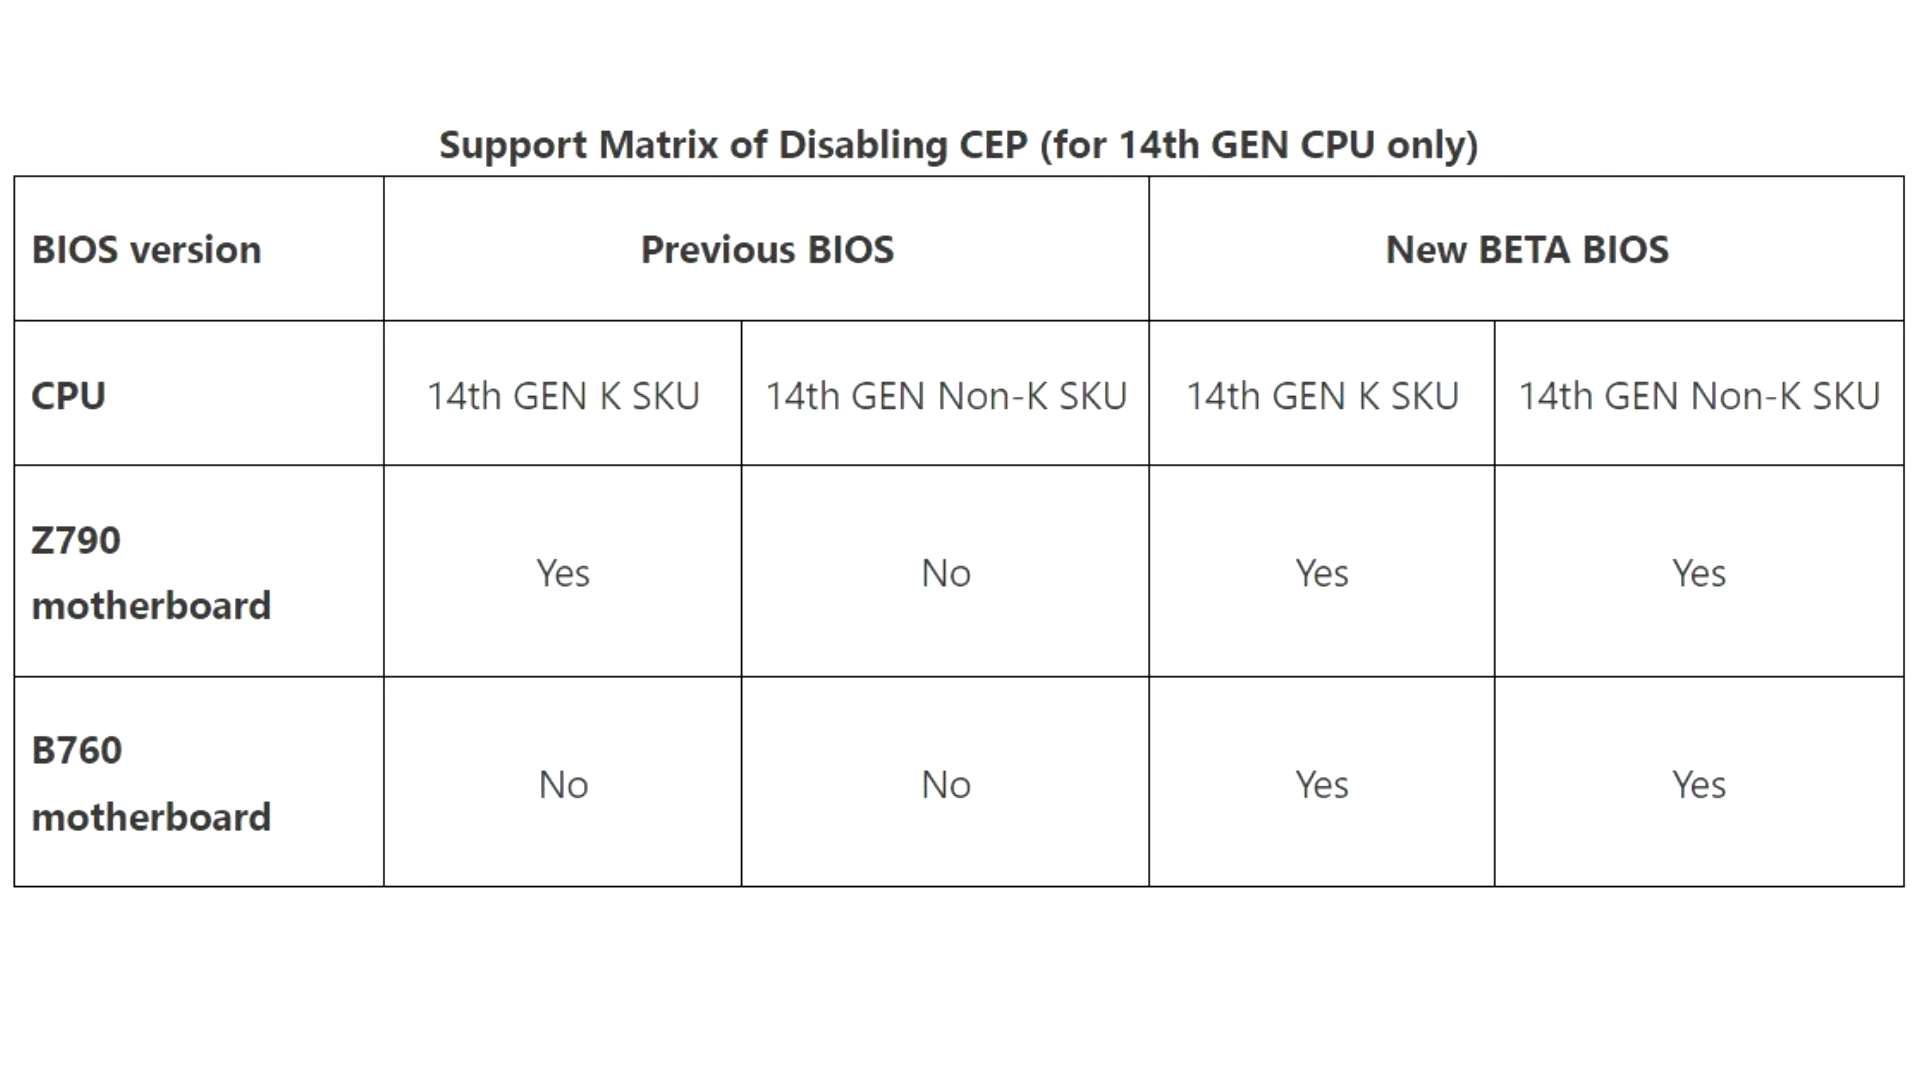 Support Matrix of Disabling CEP (for 14th GEN CPU only)
BIOS version Previous BIOS New BETA BIOS
CPU 14th GEN K SKU 14th GEN Non-K SKU 14th GEN K SKU 14th GEN Non-K SKU
Z790
motherboard
Yes No Yes Yes
B760
motherboard
No No Yes Yes